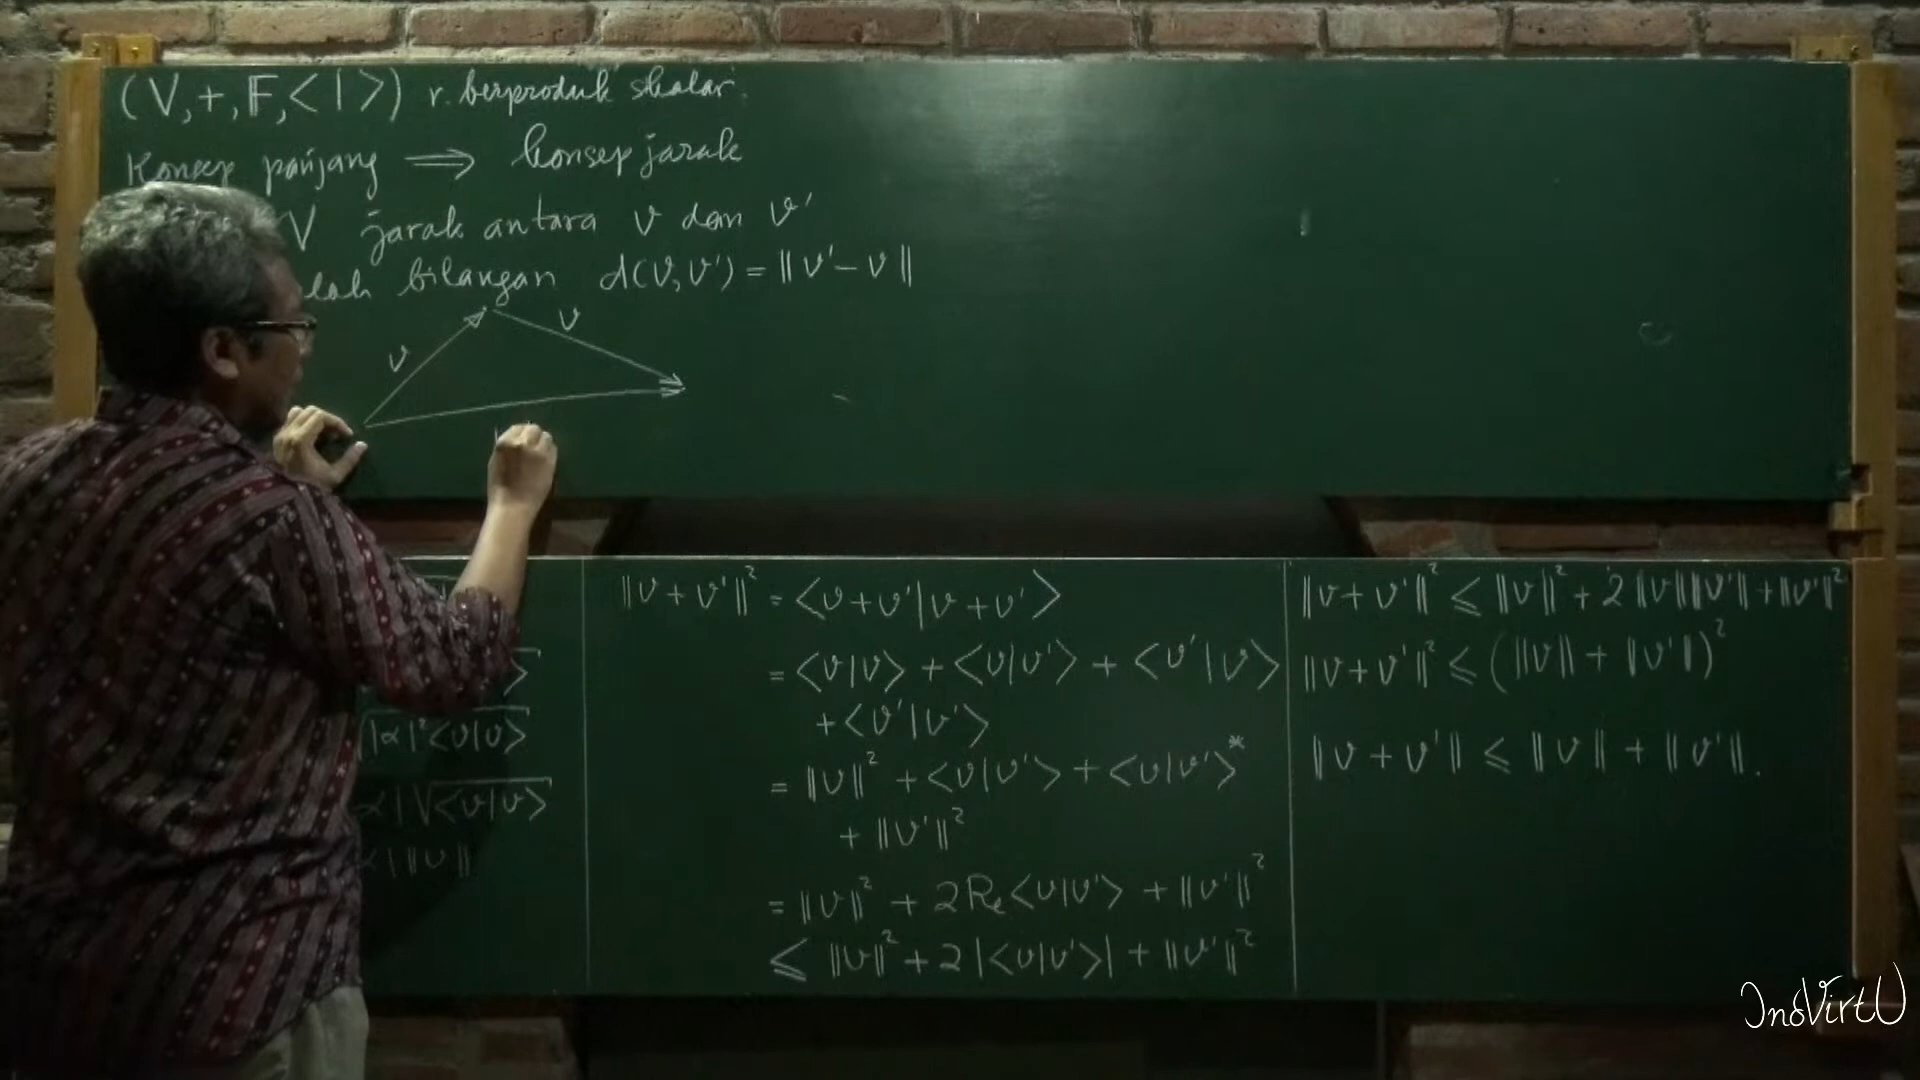 (V,+,𝔽,<|>) r. berproduk skalar.
Konsep panjang ⟹ konsep jarak
V jarak antara v dan v'
lah bilangan d(v,v') = ‖v'-v‖
v
v
>
|α|²<v|v>
α|√<v|v>
α|‖v‖
‖v+v'‖² = <v+v'|v+v'>
= <v|v> + <v|v'> + <v'|v>
+ <v'|v'>
= ‖v‖² + <v|v'> + <v|v'>*
+ ‖v'‖²
= ‖v‖² + 2Re<v|v'> + ‖v'‖²
⩽ ‖v‖² + 2|<v|v'>| + ‖v'‖²
‖v+v'‖² ⩽ ‖v‖² + 2‖v‖‖v'‖ + ‖v'‖²
‖v+v'‖² ⩽ (‖v‖ + ‖v'‖)²
‖v+v'‖ ⩽ ‖v‖ + ‖v'‖.
InoVirtU